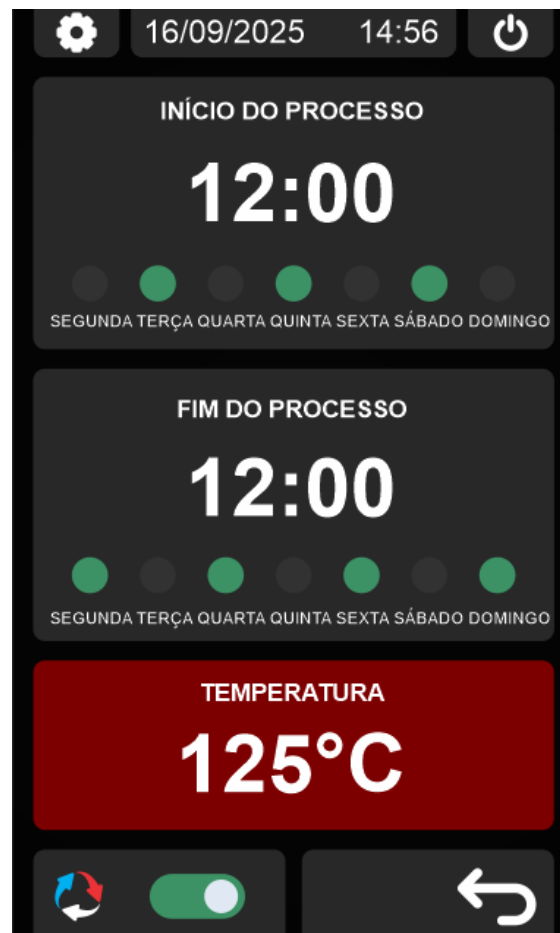 16/09/2025 14:56
INÍCIO DO PROCESSO
12:00
SEGUNDA TERÇA QUARTA QUINTA SEXTA SÁBADO DOMINGO
FIM DO PROCESSO
12:00
SEGUNDA TERÇA QUARTA QUINTA SEXTA SÁBADO DOMINGO
TEMPERATURA
125°C